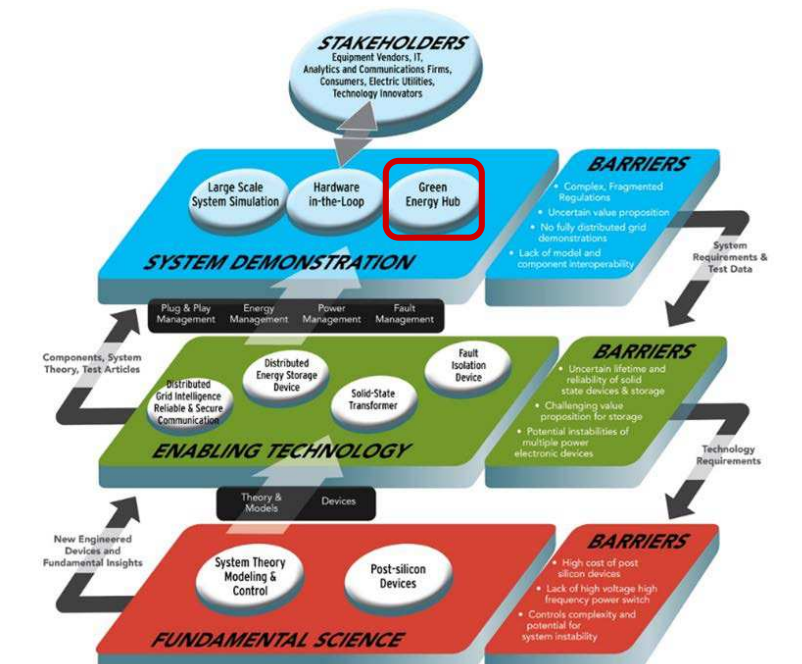 STAKEHOLDERS
Equipment Vendors, IT,
Analytics and Communications Firms,
Consumers, Electric Utilities,
Technology Innovators
Large Scale
System Simulation
Hardware
in-the-Loop
Green
Energy Hub
SYSTEM DEMONSTRATION
BARRIERS
• Complex, Fragmented
Regulations
• Uncertain value proposition
• No fully distributed grid
demonstrations
• Lack of model and
component interoperability
System
Requirements &
Test Data
Plug & Play
Management
Energy
Management
Power
Management
Fault
Management
Components, System
Theory, Test Articles
Distributed
Grid Intelligence
Reliable & Secure
Communication
Distributed
Energy Storage
Device
Solid-State
Transformer
Fault
Isolation
Device
ENABLING TECHNOLOGY
BARRIERS
• Uncertain lifetime and
reliability of solid
state devices & storage
• Challenging value
proposition for storage
• Potential instabilities of
multiple power
electronic devices
Technology
Requirements
Theory &
Models
Devices
New Engineered
Devices and
Fundamental Insights
System Theory
Modeling &
Control
Post-silicon
Devices
FUNDAMENTAL SCIENCE
BARRIERS
• High cost of post
silicon devices
• Lack of high voltage high
frequency power switch
• Controls complexity and
potential for
system instability